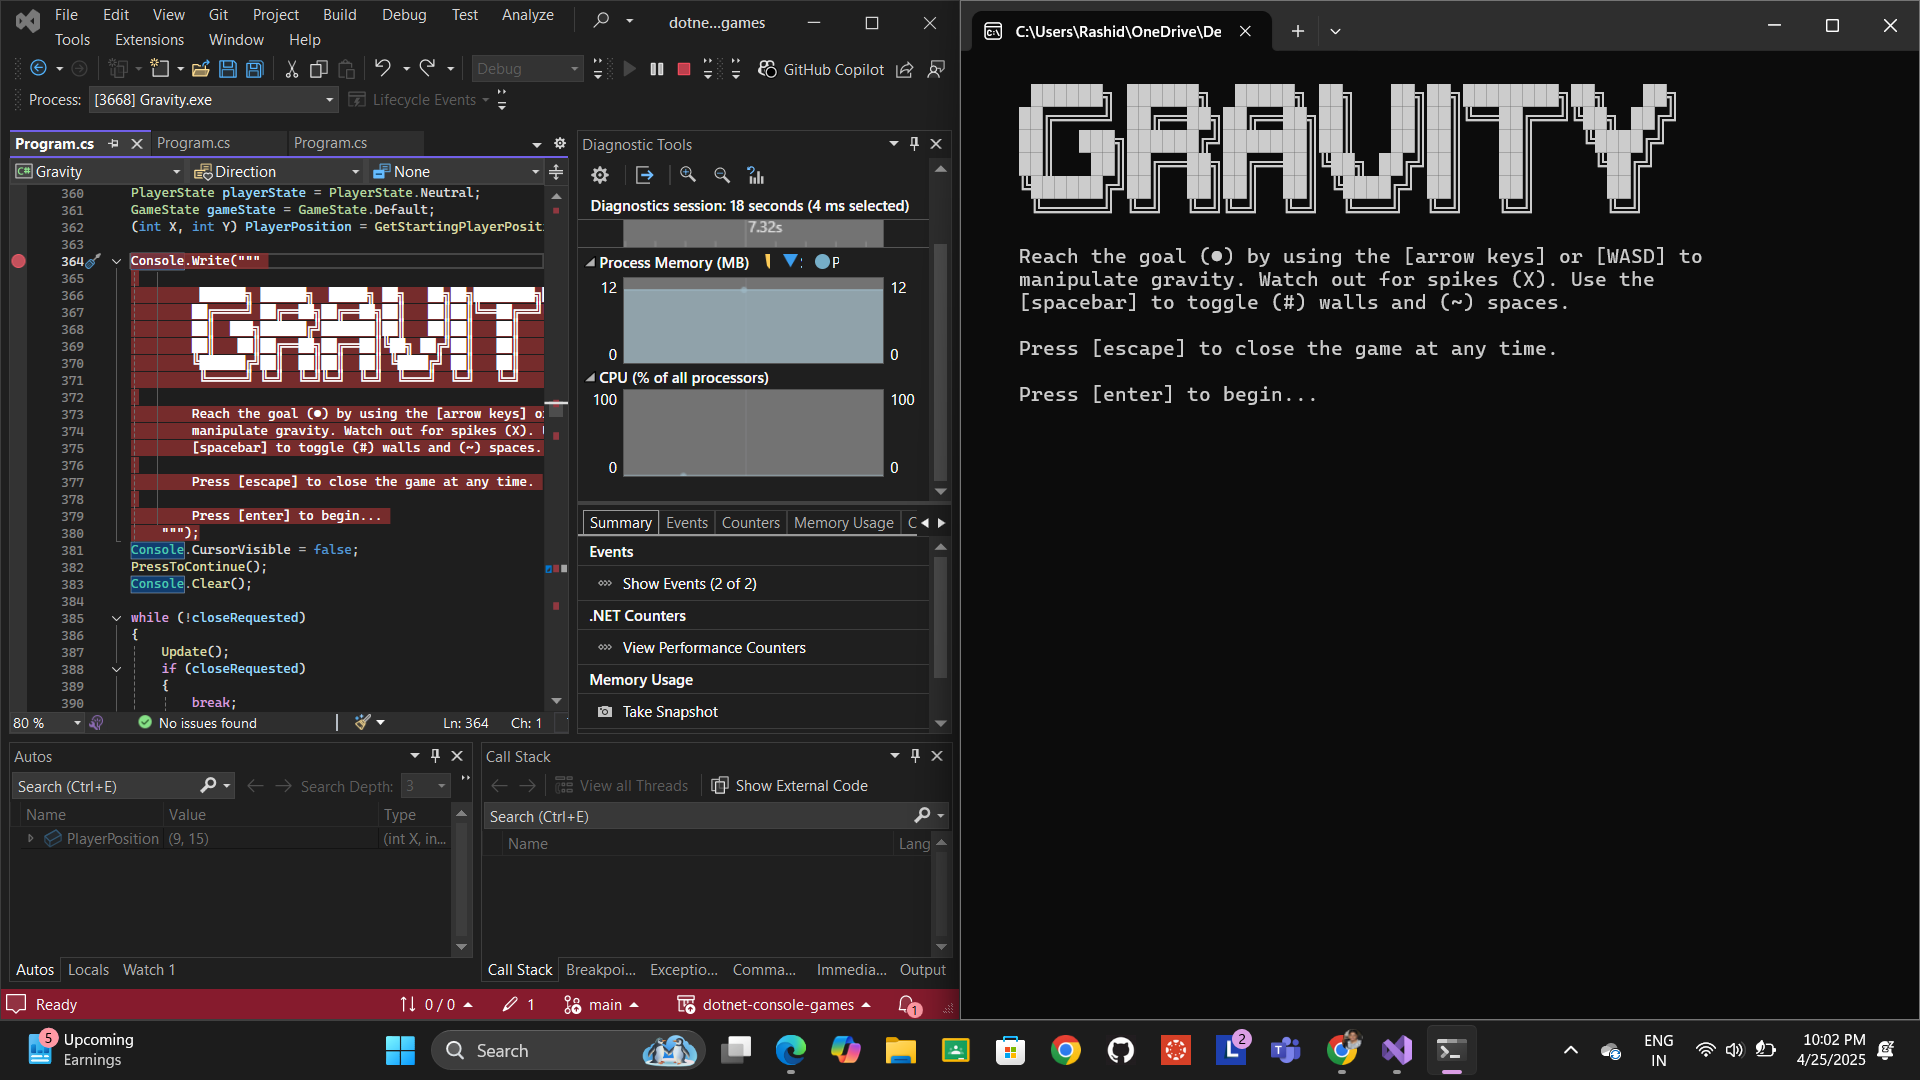 File Edit View Git Project Build Debug Test Analyze
Tools Extensions Window Help
dotne...games
Debug
GitHub Copilot
Process: [3668] Gravity.exe
Lifecycle Events
Program.cs
Program.cs
Program.cs
Gravity
Direction
None
360 PlayerState playerState = PlayerState.Neutral;
361 GameState gameState = GameState.Default;
362 (int X, int Y) PlayerPosition = GetStartingPlayerPositi
363
364 Console.Write("""
365
366
367
368
369
370
371
GRAVIT
372
373 Reach the goal (●) by using the [arrow keys] o
374 manipulate gravity. Watch out for spikes (X).
375 [spacebar] to toggle (#) walls and (~) spaces.
376
377 Press [escape] to close the game at any time.
378
379 Press [enter] to begin...
380 """);
381 Console.CursorVisible = false;
382 PressToContinue();
383 Console.Clear();
384
385 while (!closeRequested)
386 {
387 Update();
388 if (closeRequested)
389 {
390 break;
80 %
No issues found
Ln: 364 Ch: 1
Diagnostic Tools
Diagnostics session: 18 seconds (4 ms selected)
7.32s
Process Memory (MB)
P
12 12
0 0
CPU (% of all processors)
100 100
0 0
Summary Events Counters Memory Usage C
Events
Show Events (2 of 2)
.NET Counters
View Performance Counters
Memory Usage
Take Snapshot
Autos
Search (Ctrl+E)
Search Depth: 3
Name Value Type
PlayerPosition (9, 15) (int X, in...
Autos Locals Watch 1
Call Stack
View all Threads
Show External Code
Search (Ctrl+E)
Name Lang
Call Stack Breakpoi... Exceptio... Comma... Immedia... Output
Ready
0 / 0
1
main
dotnet-console-games
1
C:\Users\Rashid\OneDrive\De
GRAVITY
Reach the goal (●) by using the [arrow keys] or [WASD] to
manipulate gravity. Watch out for spikes (X). Use the
[spacebar] to toggle (#) walls and (~) spaces.
Press [escape] to close the game at any time.
Press [enter] to begin...
5
Upcoming
Earnings
Search
L
2
ENG
IN
10:02 PM
4/25/2025